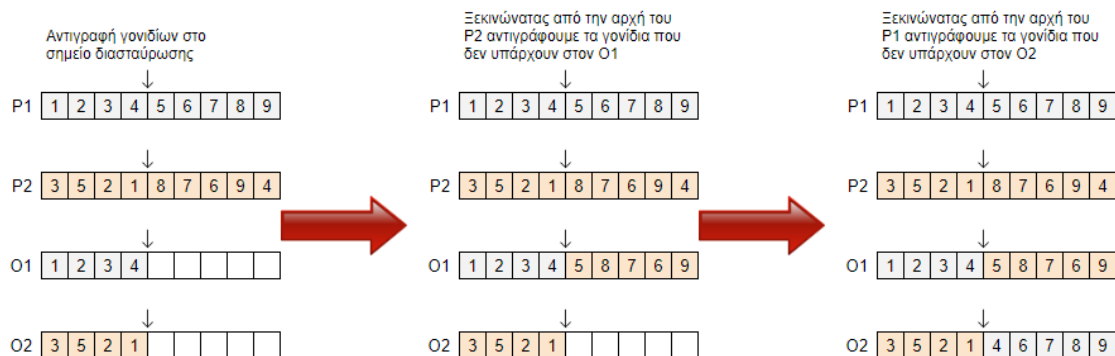 Αντιγραφή γονιδίων στο
σημείο διασταύρωσης
P1 1 2 3 4 5 6 7 8 9
P2 3 5 2 1 8 7 6 9 4
O1 1 2 3 4
O2 3 5 2 1
Ξεκινώνατας από την αρχή του
P2 αντιγράφουμε τα γονίδια που
δεν υπάρχουν στον O1
P1 1 2 3 4 5 6 7 8 9
P2 3 5 2 1 8 7 6 9 4
O1 1 2 3 4 5 8 7 6 9
O2 3 5 2 1
Ξεκινώνατας από την αρχή του
P1 αντιγράφουμε τα γονίδια που
δεν υπάρχουν στον O2
P1 1 2 3 4 5 6 7 8 9
P2 3 5 2 1 8 7 6 9 4
O1 1 2 3 4 5 8 7 6 9
O2 3 5 2 1 4 6 7 8 9